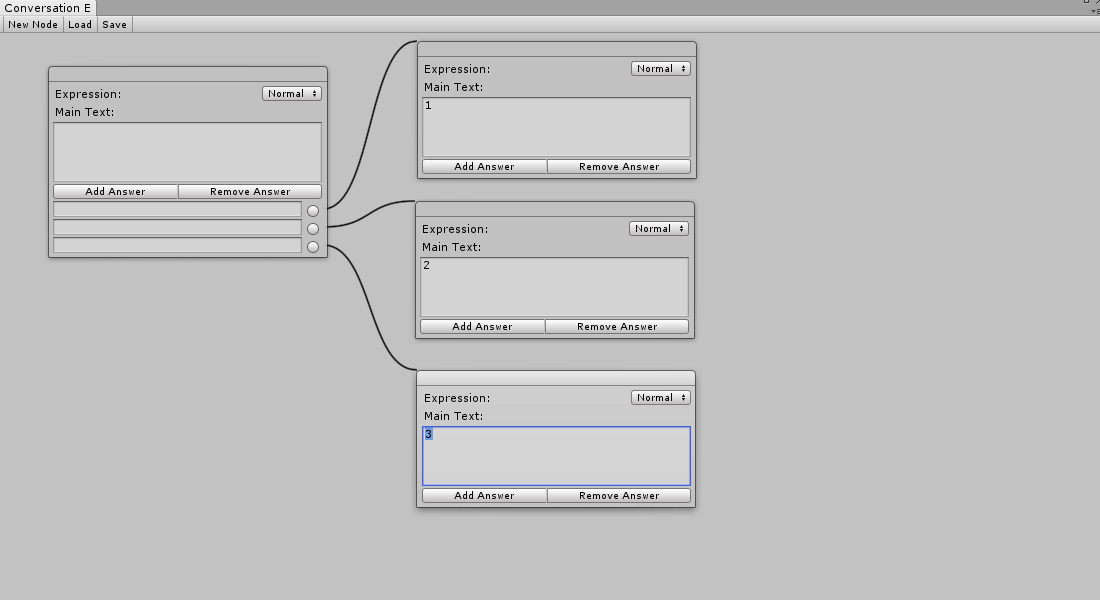 Conversation E
New Node Load Save
Expression: Normal
Main Text:
Add Answer Remove Answer
Expression: Normal
Main Text:
1
Add Answer Remove Answer
Expression: Normal
Main Text:
2
Add Answer Remove Answer
Expression: Normal
Main Text:
3
Add Answer Remove Answer